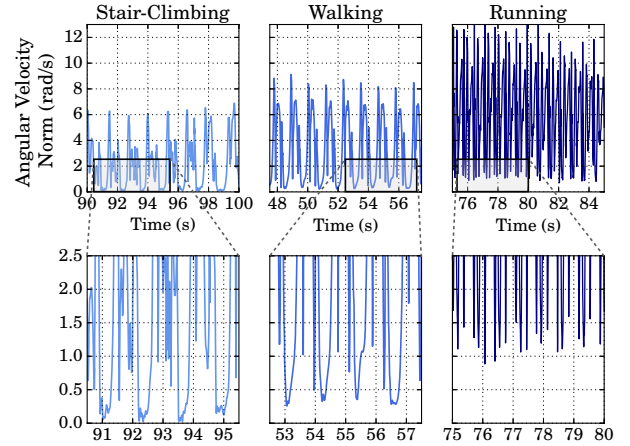 Stair-Climbing Walking Running
Angular Velocity
Norm (rad/s)
12
10
8
6
4
2
0
90 92 94 96 98 100
48 50 52 54 56
76 78 80 82 84
Time (s) Time (s) Time (s)
2.5
2.0
1.5
1.0
0.5
0.0
91 92 93 94 95
53 54 55 56 57
75 76 77 78 79 80